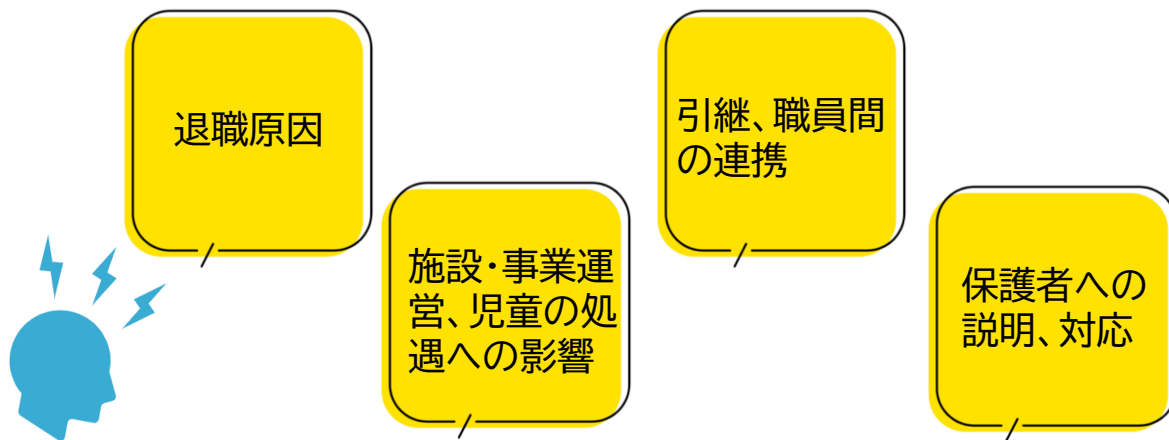 退職原因
施設・事業運
営、児童の処
遇への影響
引継、職員間
の連携
保護者への
説明、対応